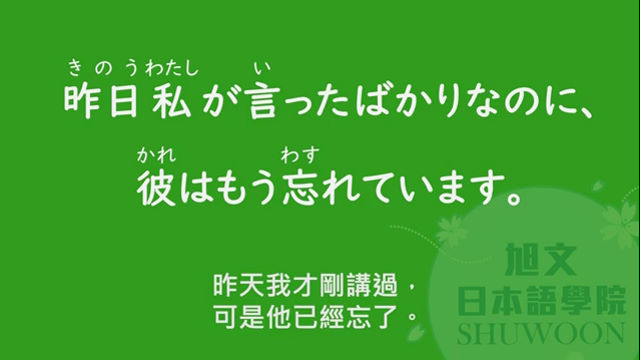 きのうわたし い
昨日私が言ったばかりなのに、
かれ わす
彼はもう忘れています。
昨天我才剛講過，
可是他已經忘了。
旭文
日本語學院
SHUWOON